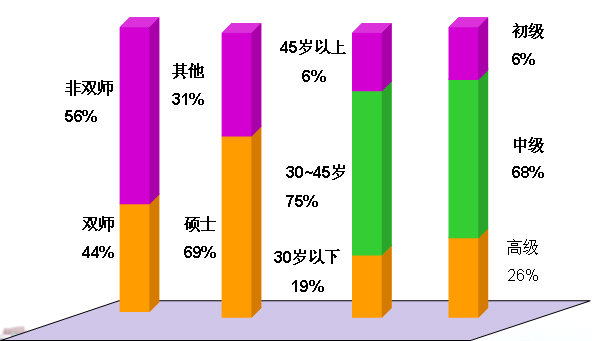 非双师
56%
双师
44%
其他
31%
硕士
69%
45岁以上
6%
30~45岁
75%
30岁以下
19%
初级
6%
中级
68%
高级
26%